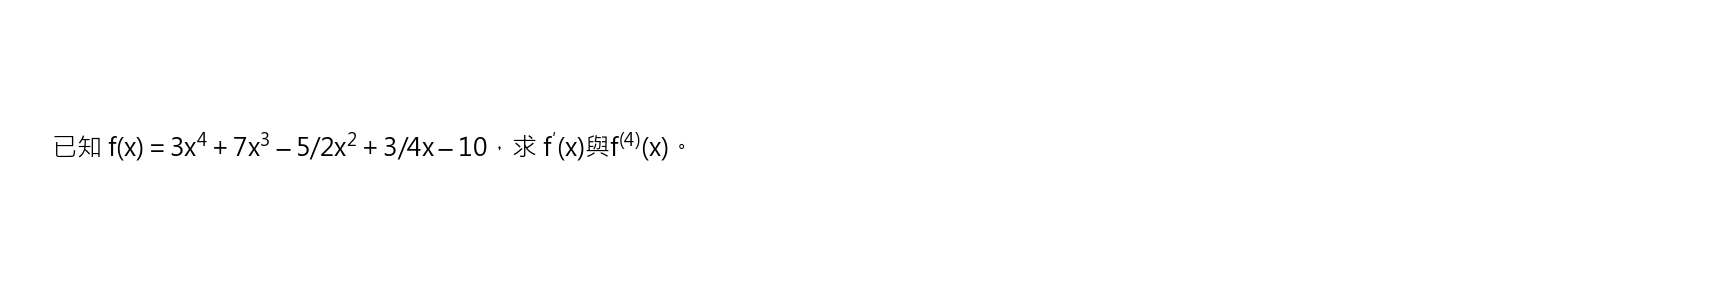 已知 f(x) = 3x⁴ + 7x³ – 5/2x² + 3/4x – 10，求 f′(x)與f⁽⁴⁾(x)。